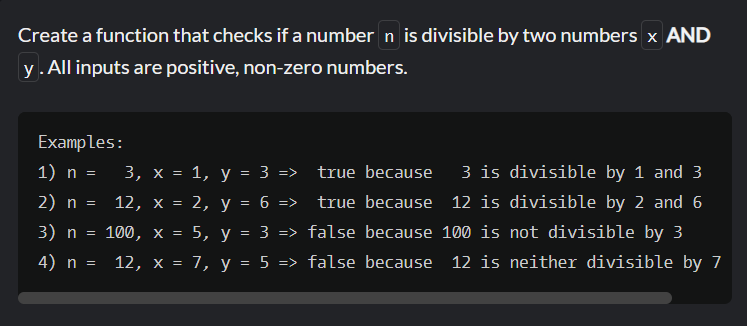 Create a function that checks if a number n is divisible by two numbers x AND
y. All inputs are positive, non-zero numbers.
Examples:
1) n =   3, x = 1, y = 3 =>  true because   3 is divisible by 1 and 3
2) n =  12, x = 2, y = 6 =>  true because  12 is divisible by 2 and 6
3) n = 100, x = 5, y = 3 => false because 100 is not divisible by 3
4) n =  12, x = 7, y = 5 => false because  12 is neither divisible by 7